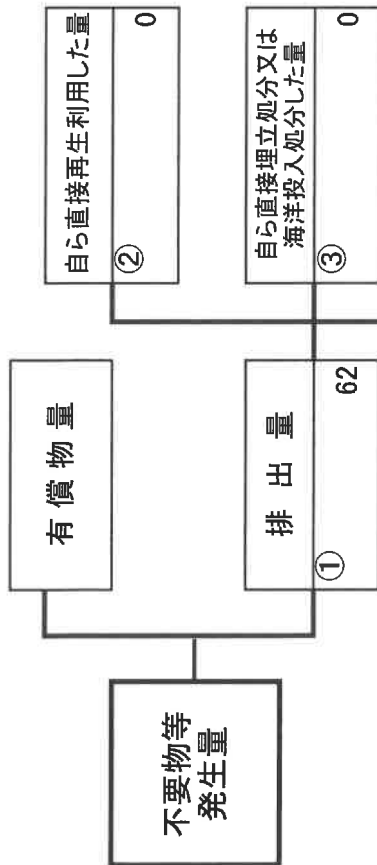 不要物等
発生量
有償物量
排出量
①
62
自ら直接再生利用した量
②
0
自ら直接埋立処分又は
海洋投入処分した量
③
0